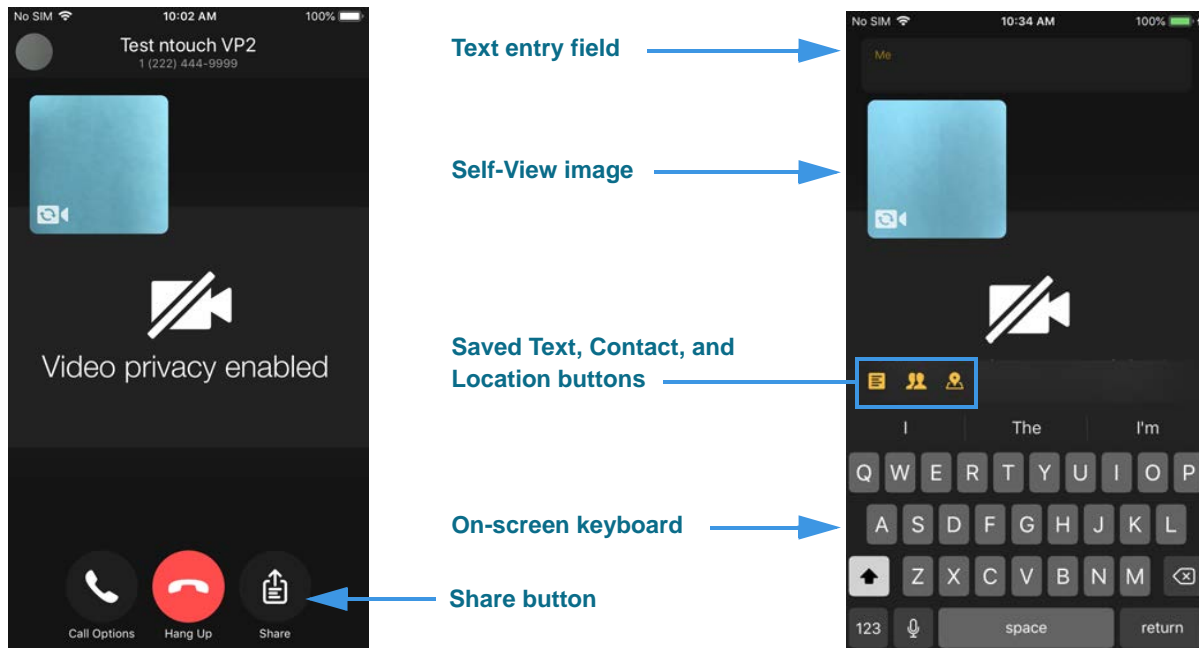 No SIM 10:02 AM 100%
Test ntouch VP2
1 (222) 444-9999
Video privacy enabled
Call Options Hang Up Share
Text entry field
Self-View image
Saved Text, Contact, and
Location buttons
On-screen keyboard
Share button
No SIM 10:34 AM 100%
Me
I The I'm
Q W E R T Y U I O P
A S D F G H J K L
Z X C V B N M
123 space return